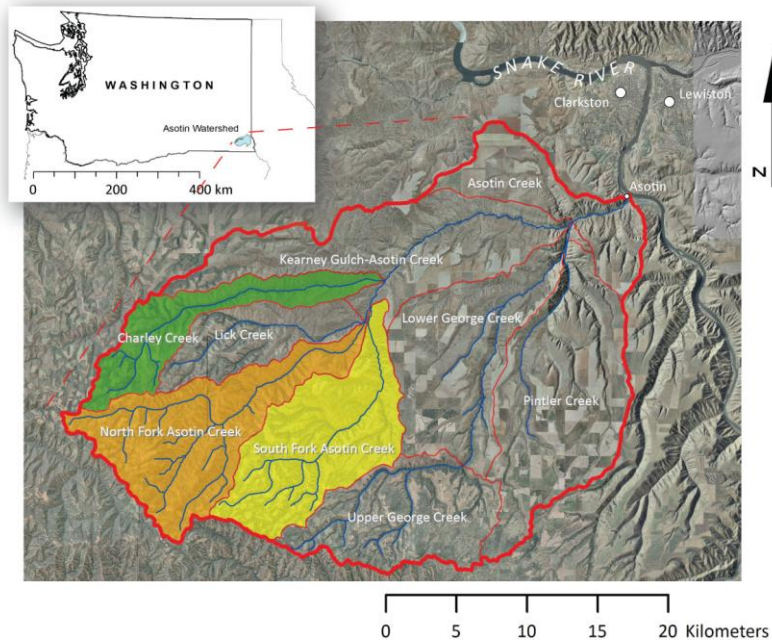 WASHINGTON
Asotin Watershed
0 200 400 km
SNAKE RIVER
Clarkston
Lewiston
N
Asotin
Asotin Creek
Kearney Gulch-Asotin Creek
Charley Creek
Lick Creek
Lower George Creek
North Fork Asotin Creek
South Fork Asotin Creek
Pintler Creek
Upper George Creek
0 5 10 15 20 Kilometers